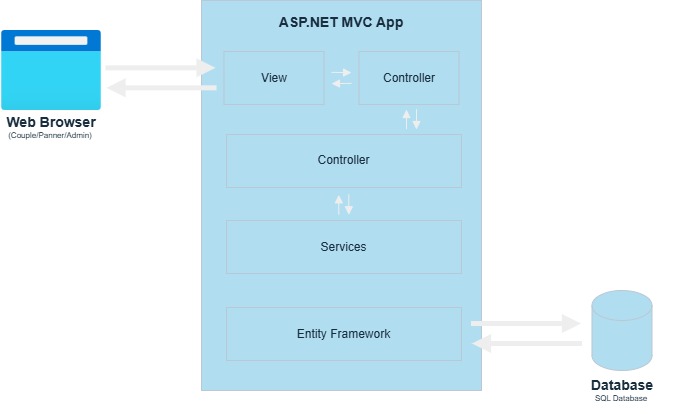 ASP.NET MVC App
View
Controller
Web Browser
(Couple/Panner/Admin)
Controller
Services
Entity Framework
Database
SQL Database